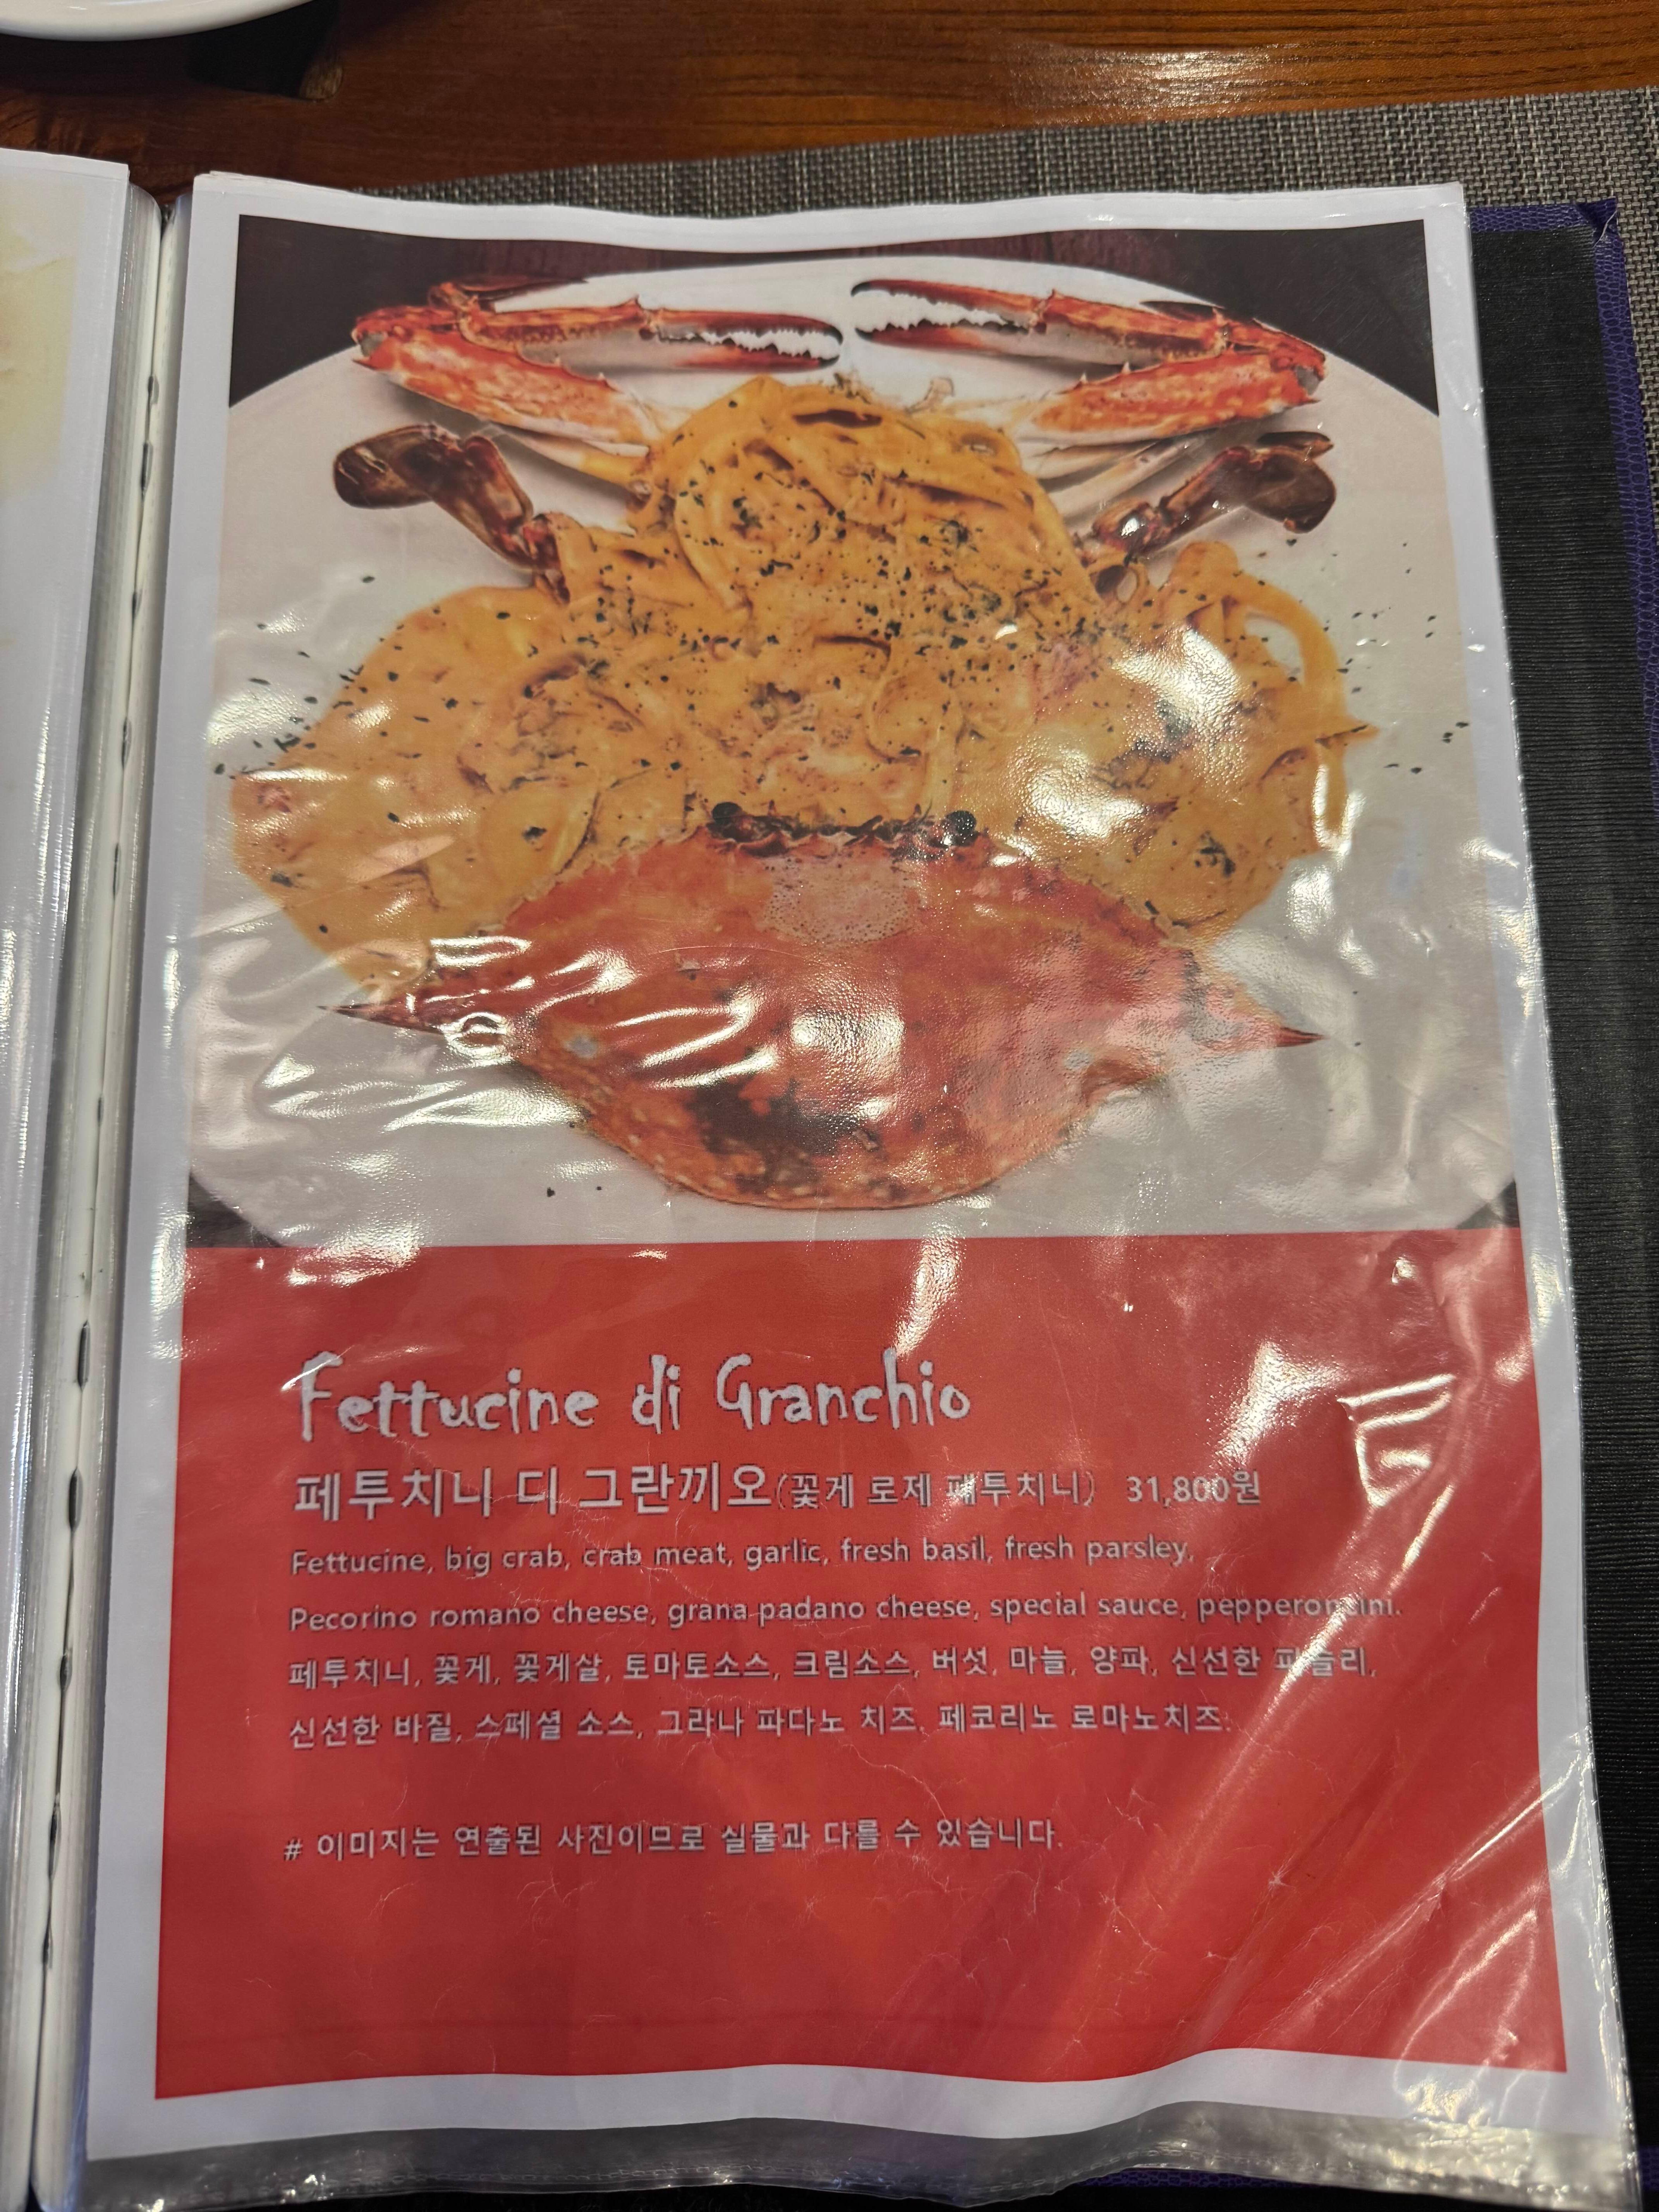 Fettucine di Granchio
페투치니 디 그란끼오(꽃게 로제 페투치니) 31,800원
Fettucine, big crab, crab meat, garlic, fresh basil, fresh parsley,
Pecorino romano cheese, grana padano cheese, special sauce, pepperoncini.
페투치니, 꽃게, 꽃게살, 토마토소스, 크림소스, 버섯, 마늘, 양파, 신선한 파슬리,
신선한 바질, 스페셜 소스, 그라나 파다노 치즈. 페코리노 로마노치즈.
# 이미지는 연출된 사진이므로 실물과 다를 수 있습니다.